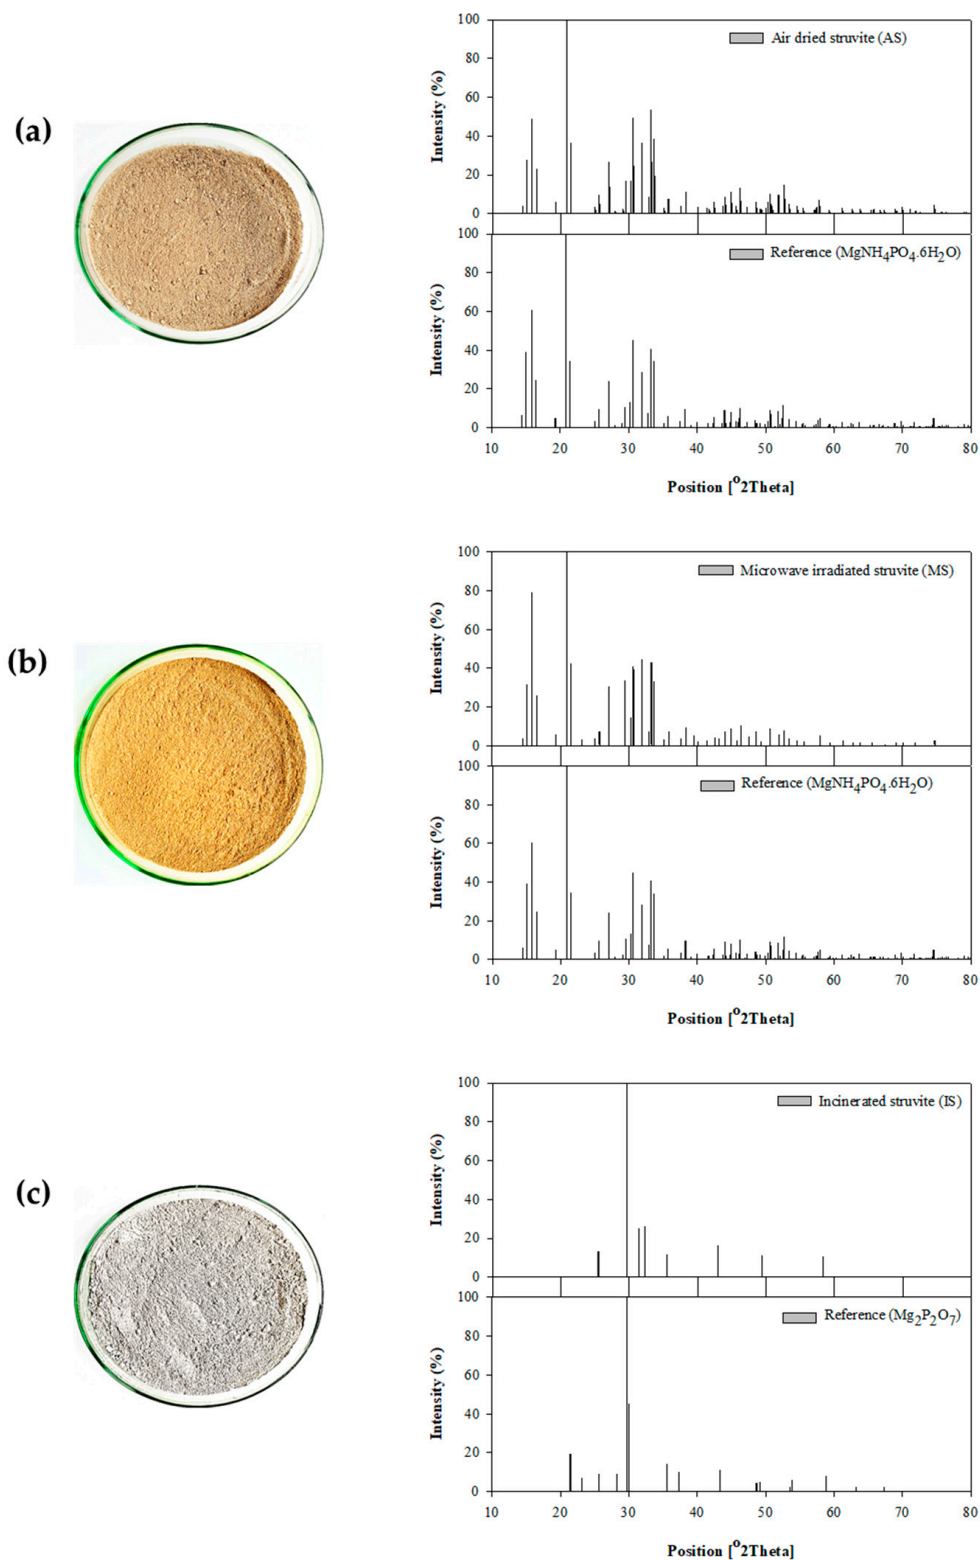 (a)
Intensity (%)
100
80
60
40
20
0
Air dried struvite (AS)
Intensity (%)
100
80
60
40
20
0
Reference (MgNH4PO4.6H2O)
10 20 30 40 50 60 70 80
Position [o2Theta]
(b)
Intensity (%)
100
80
60
40
20
0
Microwave irradiated struvite (MS)
Intensity (%)
100
80
60
40
20
0
Reference (MgNH4PO4.6H2O)
10 20 30 40 50 60 70 80
Position [o2Theta]
(c)
Intensity (%)
100
80
60
40
20
0
Incinerated struvite (IS)
Intensity (%)
100
80
60
40
20
0
Reference (Mg2P2O7)
10 20 30 40 50 60 70 80
Position [o2Theta]